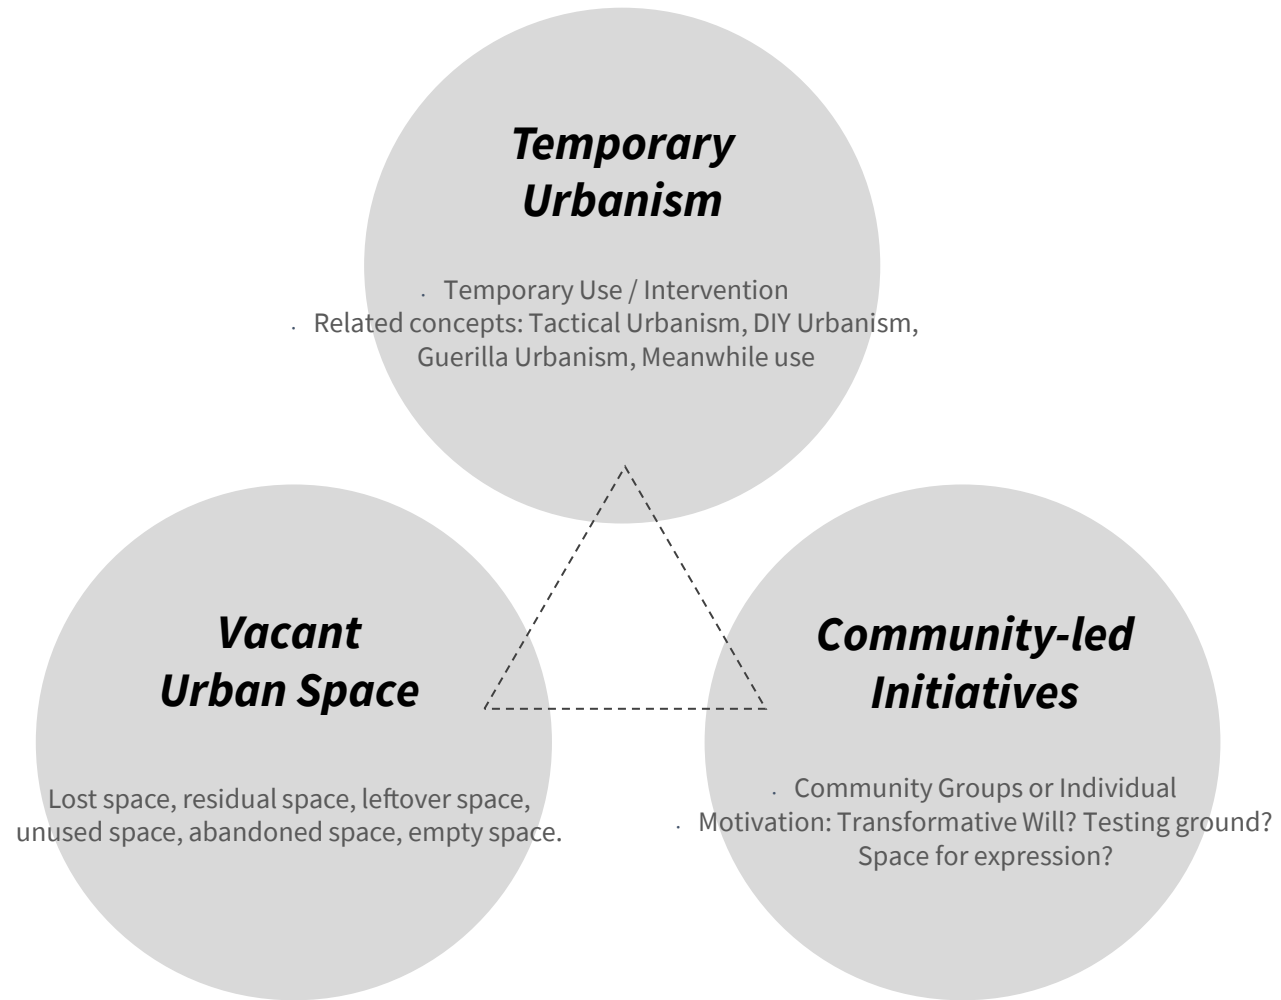 Temporary
Urbanism
· Temporary Use / Intervention
· Related concepts: Tactical Urbanism, DIY Urbanism,
Guerilla Urbanism, Meanwhile use
Vacant
Urban Space
Lost space, residual space, leftover space,
unused space, abandoned space, empty space.
Community-led
Initiatives
· Community Groups or Individual
· Motivation: Transformative Will? Testing ground?
Space for expression?